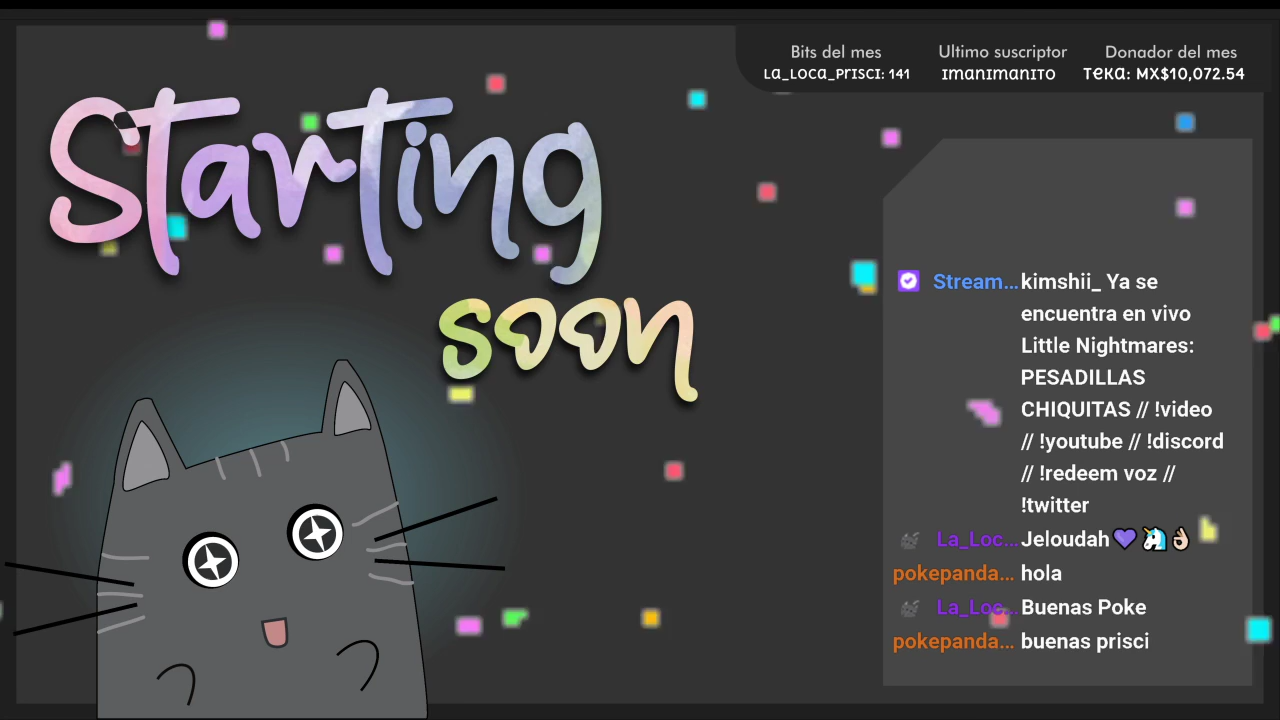 Bits del mes
La_Loca_Prisci: 141
Ultimo suscriptor
Imanimanito
Donador del mes
Teka: MX$10,072.54
Starting
soon
Stream... kimshii_ Ya se
encuentra en vivo
Little Nightmares:
PESADILLAS
CHIQUITAS // !video
// !youtube // !discord
// !redeem voz //
!twitter
La_Loc... Jeloudah💜🦄👌🏻
pokepanda... hola
La_Loc... Buenas Poke
pokepanda... buenas prisci